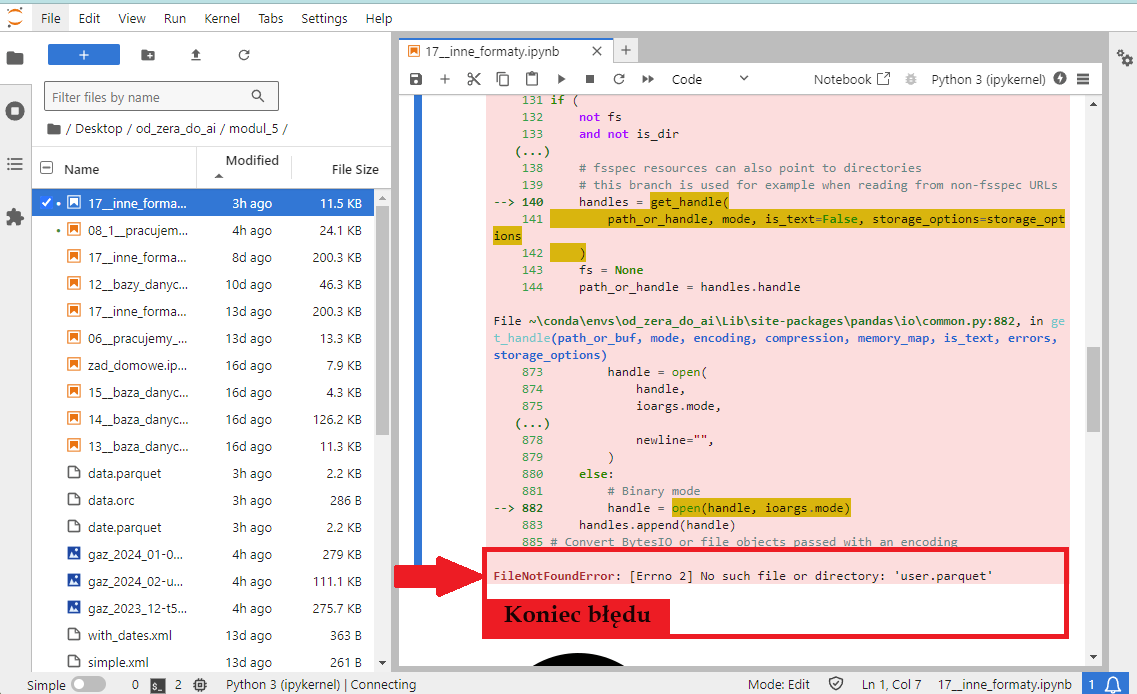 File Edit View Run Kernel Tabs Settings Help
Filter files by name
/ Desktop / od_zera_do_ai / modul_5 /
Name Modified File Size
17__inne_forma... 3h ago 11.5 KB
08_1__pracujem... 4h ago 24.1 KB
17__inne_forma... 8d ago 200.3 KB
12__bazy_danyc... 10d ago 46.3 KB
17__inne_forma... 13d ago 200.3 KB
06__pracujemy_... 13d ago 13.3 KB
zad_domowe.ip... 16d ago 7.9 KB
15__baza_danyc... 16d ago 4.3 KB
14__baza_danyc... 16d ago 126.2 KB
13__baza_danyc... 16d ago 11.3 KB
data.parquet 3h ago 2.2 KB
data.orc 3h ago 286 B
date.parquet 3h ago 2.2 KB
gaz_2024_01-0... 4h ago 279 KB
gaz_2024_02-u... 4h ago 111.1 KB
gaz_2023_12-t5... 4h ago 275.7 KB
with_dates.xml 13d ago 363 B
simple.xml 13d ago 261 B
17__inne_formaty.ipynb
Code Notebook Python 3 (ipykernel)
131 if (
132 not fs
133 and not is_dir
(...)
138 # fsspec resources can also point to directories
139 # this branch is used for example when reading from non-fsspec URLs
--> 140 handles = get_handle(
141 path_or_handle, mode, is_text=False, storage_options=storage_opt
ions
142 )
143 fs = None
144 path_or_handle = handles.handle
File ~\conda\envs\od_zera_do_ai\Lib\site-packages\pandas\io\common.py:882, in ge
t_handle(path_or_buf, mode, encoding, compression, memory_map, is_text, errors,
storage_options)
873 handle = open(
874 handle,
875 ioargs.mode,
(...)
878 newline="",
879 )
880 else:
881 # Binary mode
--> 882 handle = open(handle, ioargs.mode)
883 handles.append(handle)
885 # Convert BytesIO or file objects passed with an encoding
FileNotFoundError: [Errno 2] No such file or directory: 'user.parquet'
Koniec błędu
Simple 0 2 Python 3 (ipykernel) | Connecting Mode: Edit Ln 1, Col 7 17__inne_formaty.ipynb 1